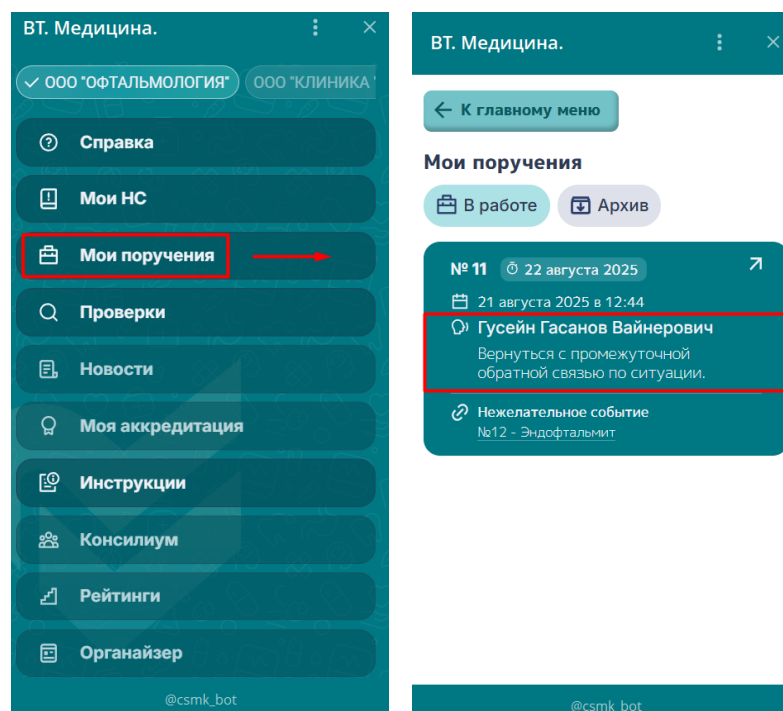 ВТ. Медицина.
ООО "ОФТАЛЬМОЛОГИЯ"
ООО "КЛИНИКА
Справка
Мои НС
Мои поручения
Проверки
Новости
Моя аккредитация
Инструкции
Консилиум
Рейтинги
Органайзер
@csmk_bot
ВТ. Медицина.
К главному меню
Мои поручения
В работе
Архив
№ 11
22 августа 2025
21 августа 2025 в 12:44
Гусейн Гасанов Вайнерович
Вернуться с промежуточной
обратной связью по ситуации.
Нежелательное событие
№12 - Эндофтальмит
@csmk_bot